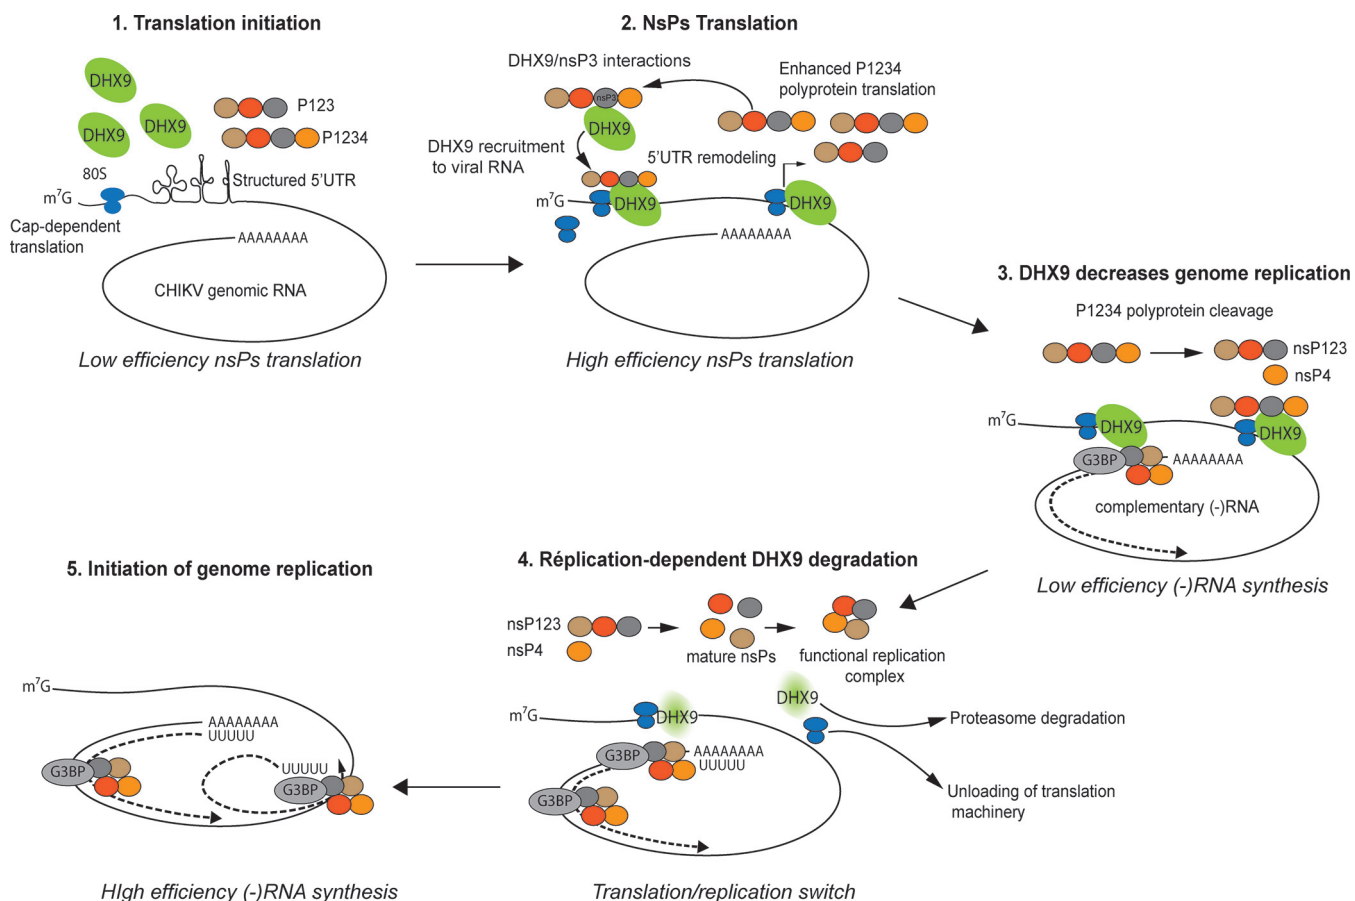 1. Translation initiation
DHX9
DHX9
DHX9
P123
P1234
80S
Structured 5'UTR
m⁷G
Cap-dependent
translation
AAAAAAAA
CHIKV genomic RNA
Low efficiency nsPs translation
2. NsPs Translation
DHX9/nsP3 interactions
nsP3
DHX9
Enhanced P1234
polyprotein translation
DHX9 recruitment
to viral RNA
5'UTR remodeling
m⁷G
DHX9
DHX9
AAAAAAAA
High efficiency nsPs translation
3. DHX9 decreases genome replication
P1234 polyprotein cleavage
nsP123
nsP4
m⁷G
DHX9
DHX9
G3BP
AAAAAAAA
complementary (-)RNA
Low efficiency (-)RNA synthesis
4. Réplication-dependent DHX9 degradation
nsP123
nsP4
mature nsPs
functional replication
complex
m⁷G
DHX9
DHX9
Proteasome degradation
G3BP
AAAAAAAA
UUUUU
G3BP
Unloading of translation
machinery
Translation/replication switch
5. Initiation of genome replication
m⁷G
AAAAAAAA
UUUUU
G3BP
UUUUU
G3BP
HIgh efficiency (-)RNA synthesis